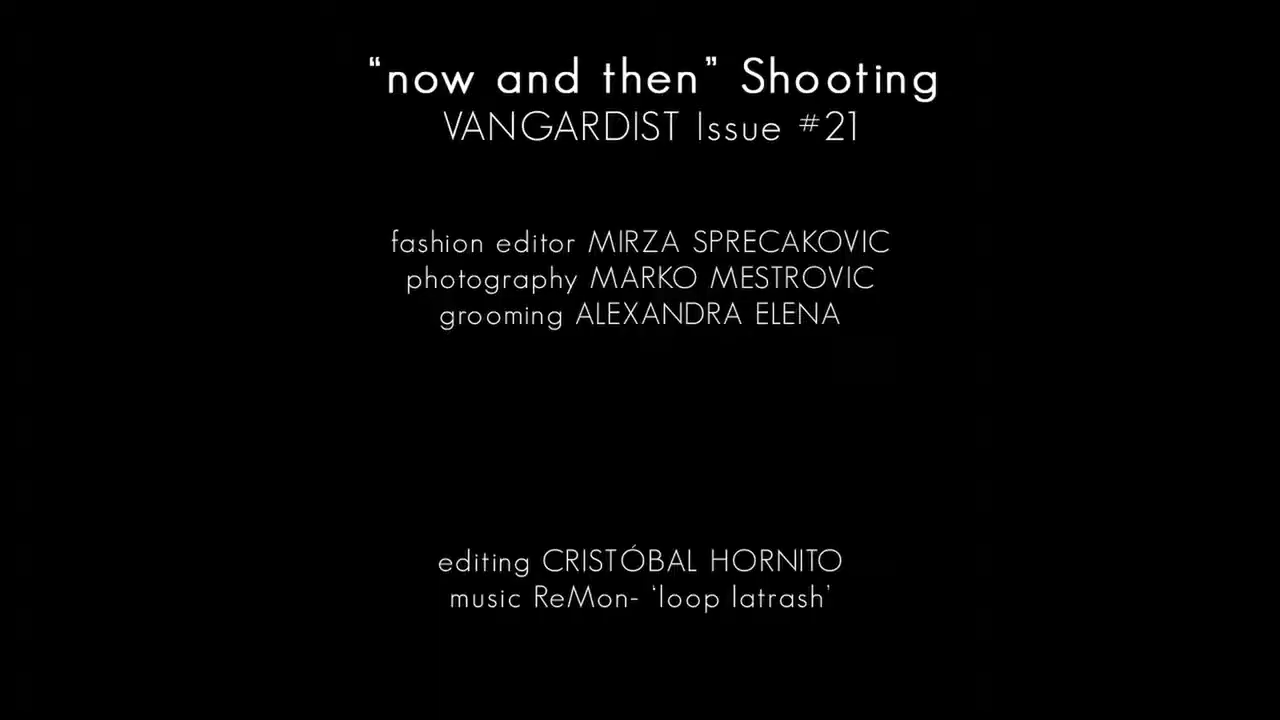 “now and then” Shooting
VANGARDIST Issue #21
fashion editor MIRZA SPRECAKOVIC
photography MARKO MESTROVIC
grooming ALEXANDRA ELENA
editing CRISTÓBAL HORNITO
music ReMon- ‘loop latrash’